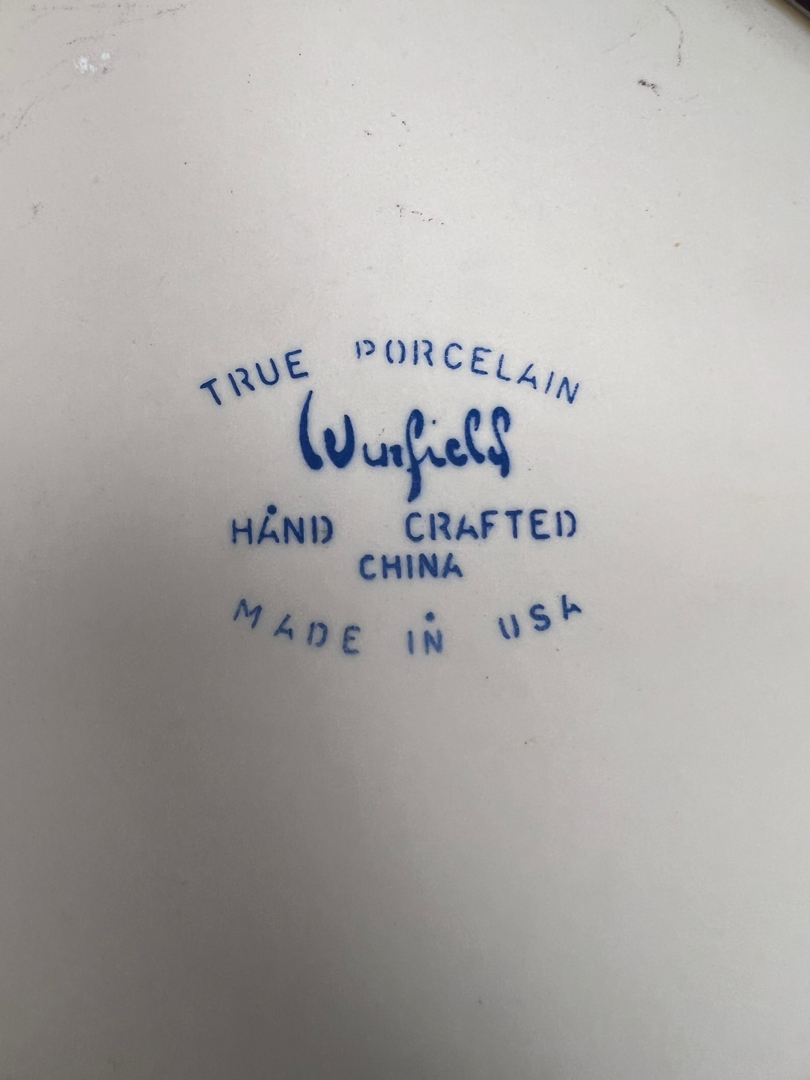 TRUE PORCELAIN
Winfield
HAND CRAFTED
CHINA
MADE IN USA